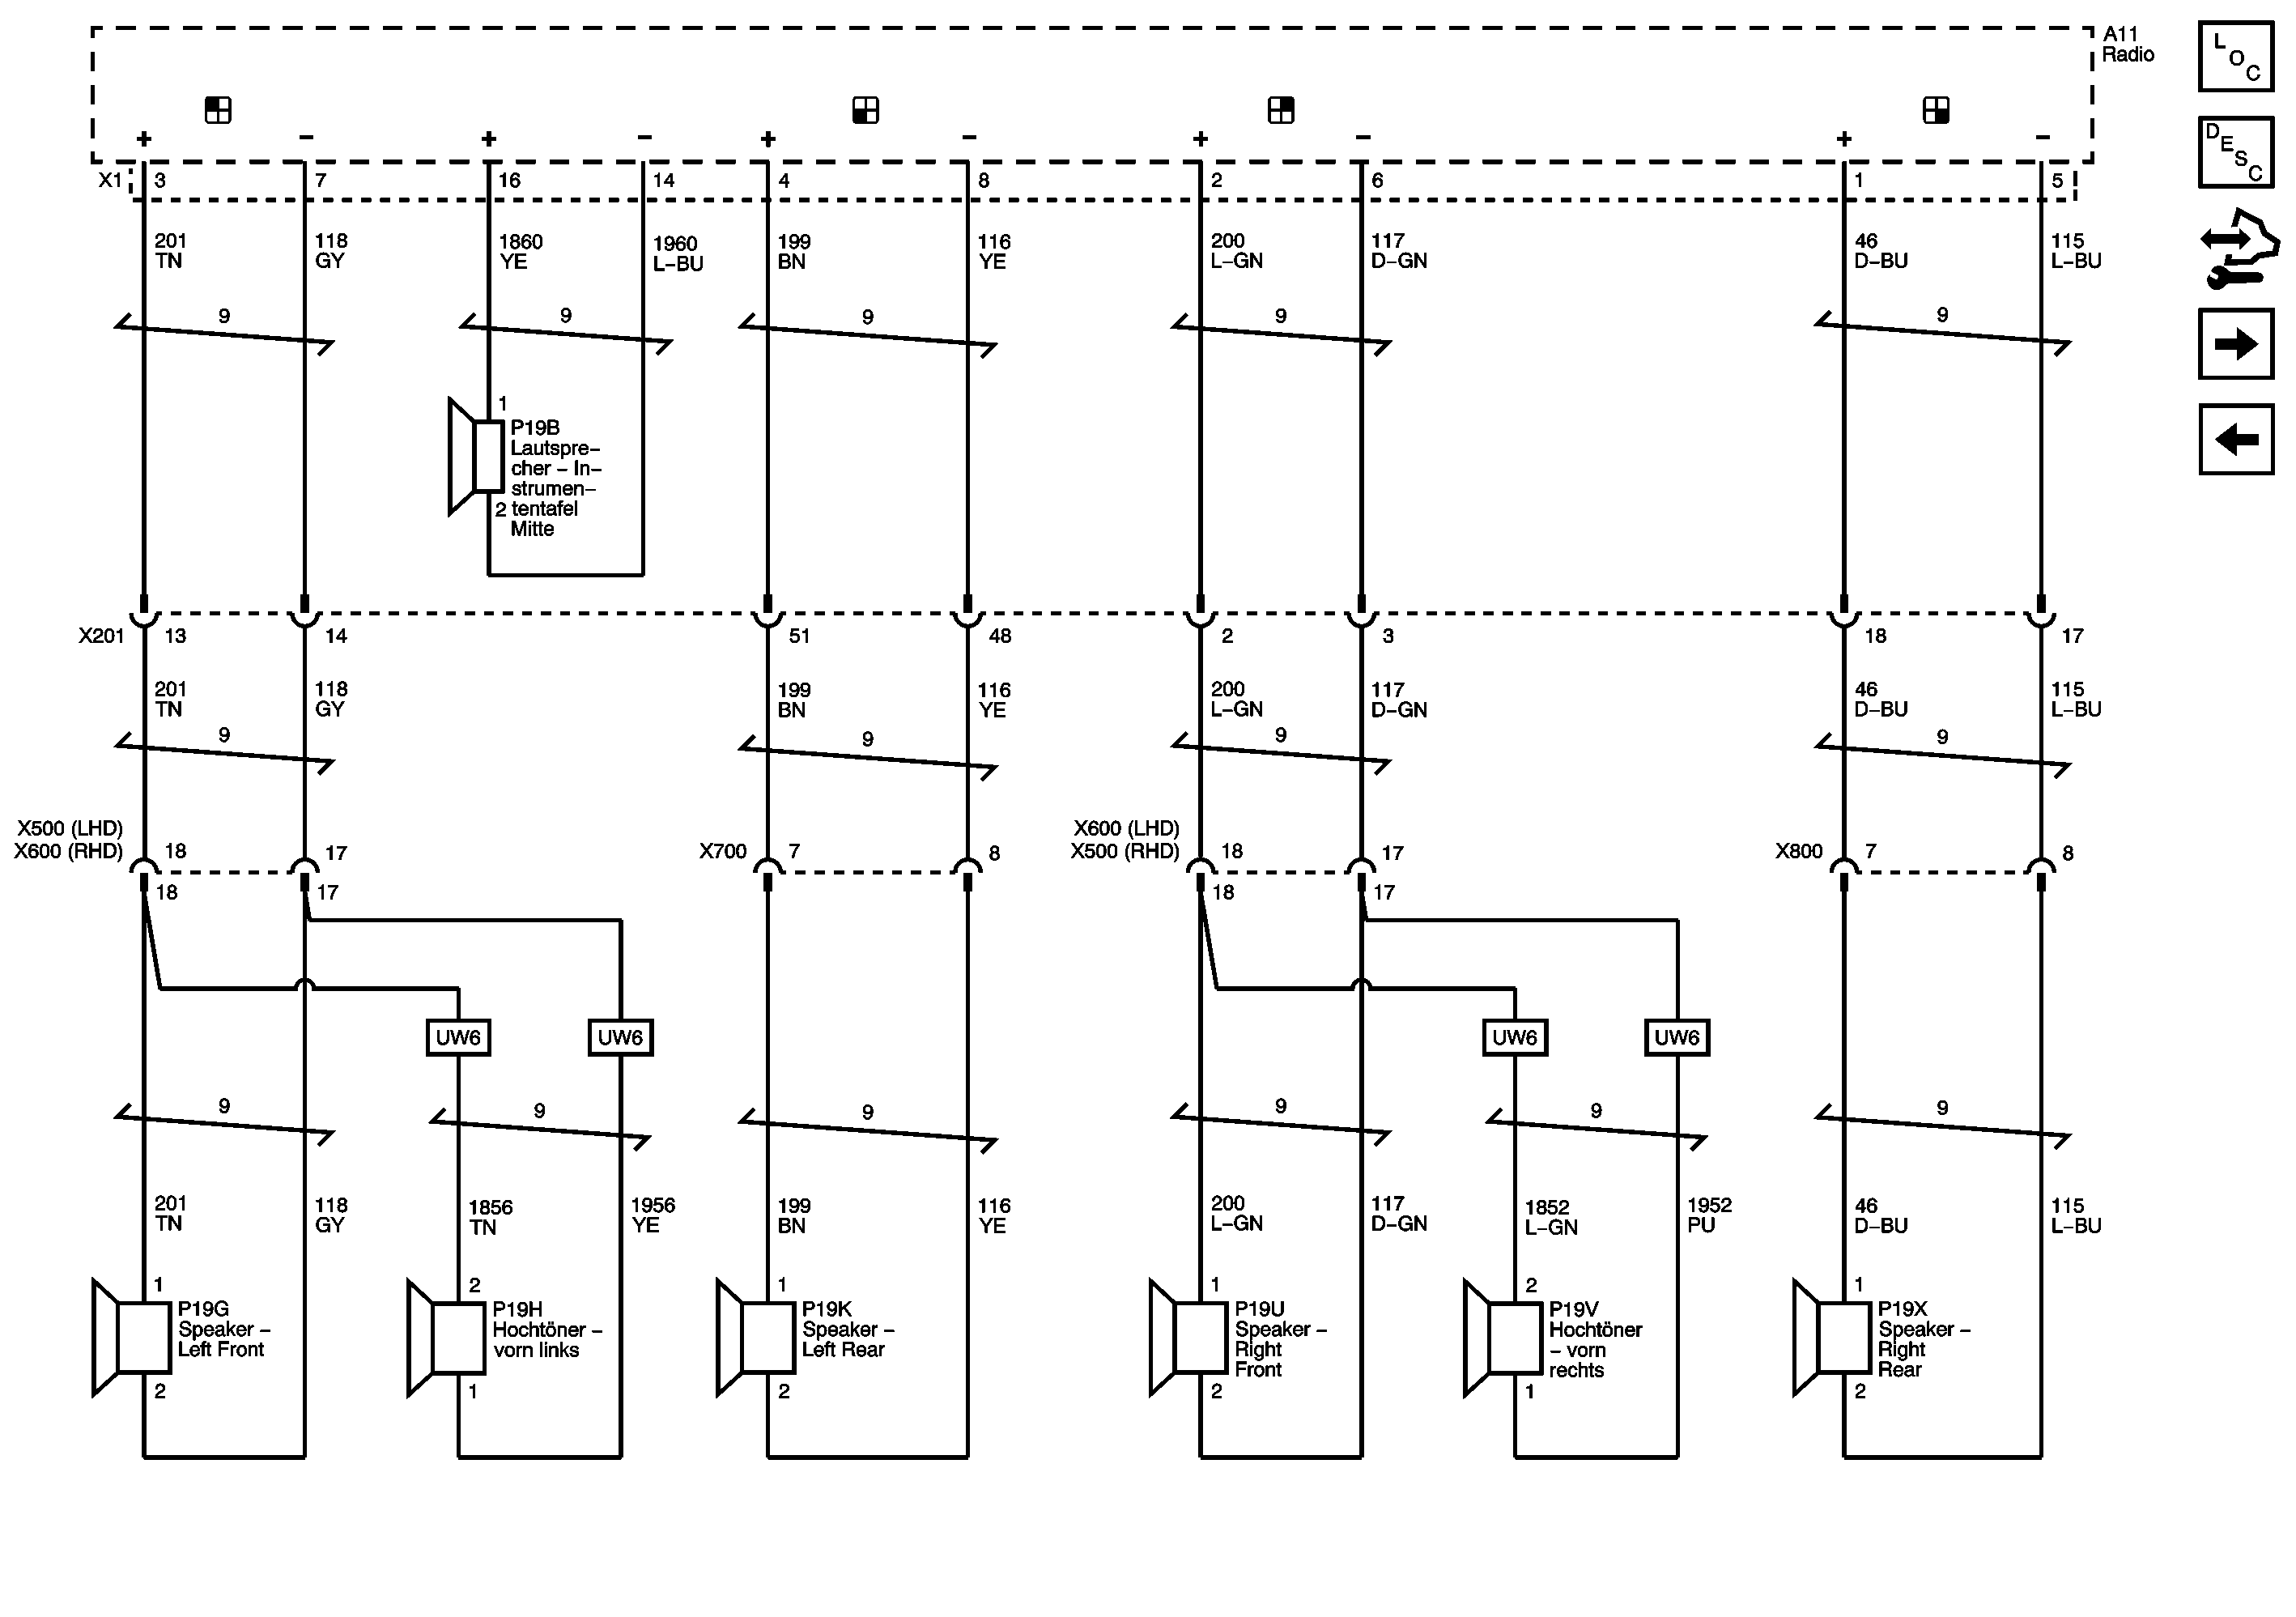 A11
Radio
L
O
C
D
E
S
C
+ − + − + − + − + −
X1 3 7 16 14 4 8 2 6 1 5
201 118 1860 1960 199 116 200 117 46 115
TN GY YE L−BU BN YE L−GN D−GN D−BU L−BU
9 9 9 9 9
1
P19B
Lautspre−
cher − In−
strumen−
2 tentafel
Mitte
X201 13 14 51 48 2 3 18 17
201 118 199 116 200 117 46 115
TN GY BN YE L−GN D−GN D−BU L−BU
9 9 9 9
X500 (LHD) X600 (LHD)
X600 (RHD) 18 17 X700 7 8 X500 (RHD) 18 17 X800 7 8
18 17 18 17
UW6 UW6 UW6 UW6
9 9 9 9 9 9
201 118 1856 1956 199 116 200 117 1852 1952 46 115
TN GY TN YE BN YE L−GN D−GN L−GN PU D−BU L−BU
1
P19G
Speaker −
Left Front
2
2
P19H
Hochtöner −
vorn links
1
1
P19K
Speaker −
Left Rear
2
1
P19U
Speaker −
Right
Front
2
2
P19V
Hochtöner
− vorn
rechts
1
1
P19X
Speaker −
Right
Rear
2